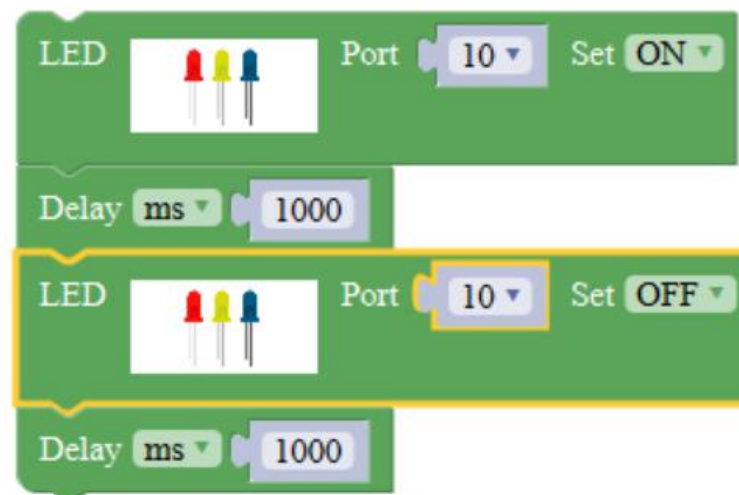 LED Port 10 Set ON
Delay ms 1000
LED Port 10 Set OFF
Delay ms 1000